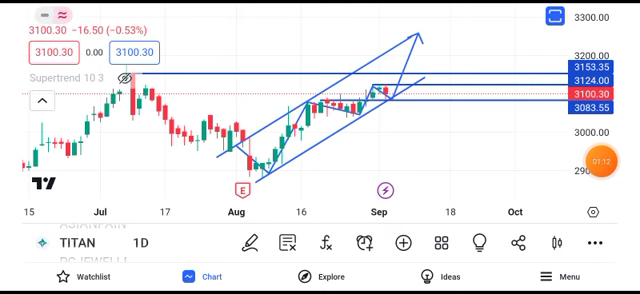 3300.00
3100.30 −16.50 (−0.53%)
3100.30 0.00 3100.30
3200.00
Supertrend 10 3
3153.35
3124.00
3100.30
3083.55
3000.00
01:12
E
15 Jul 17 Aug 16 Sep 18 Oct
TITAN 1D
Watchlist Chart Explore Ideas Menu